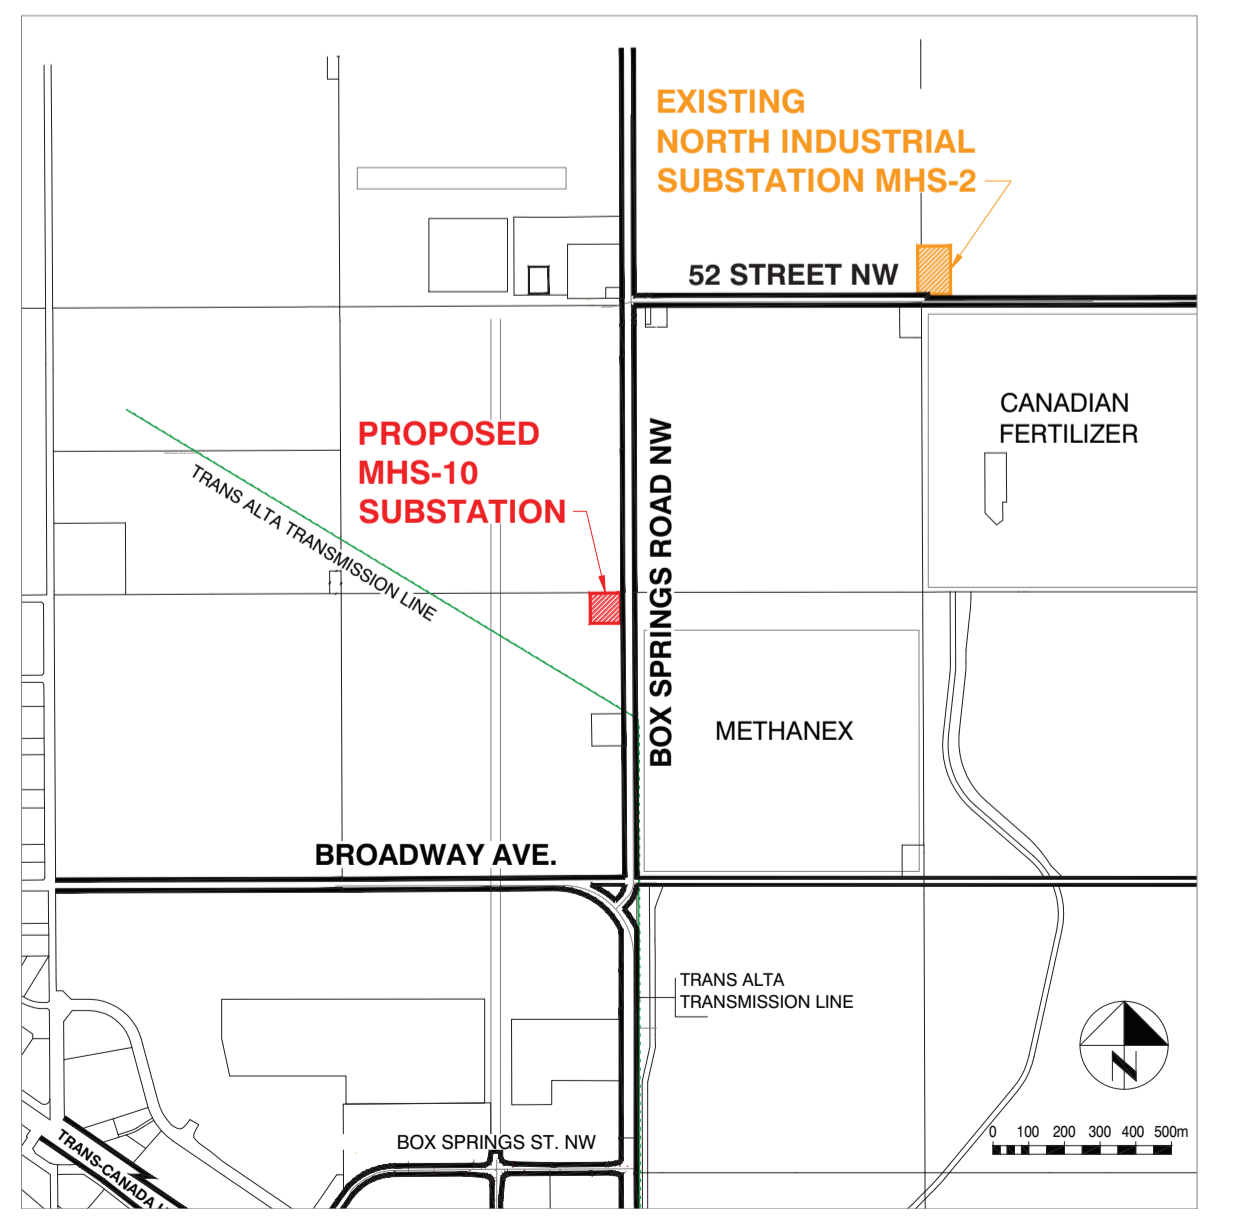 EXISTING
NORTH INDUSTRIAL
SUBSTATION MHS-2
52 STREET NW
CANADIAN
FERTILIZER
PROPOSED
MHS-10
SUBSTATION
TRANS ALTA TRANSMISSION LINE
BOX SPRINGS ROAD NW
METHANEX
BROADWAY AVE.
TRANS ALTA
TRANSMISSION LINE
N
0 100 200 300 400 500m
BOX SPRINGS ST. NW
TRANS-CANADA